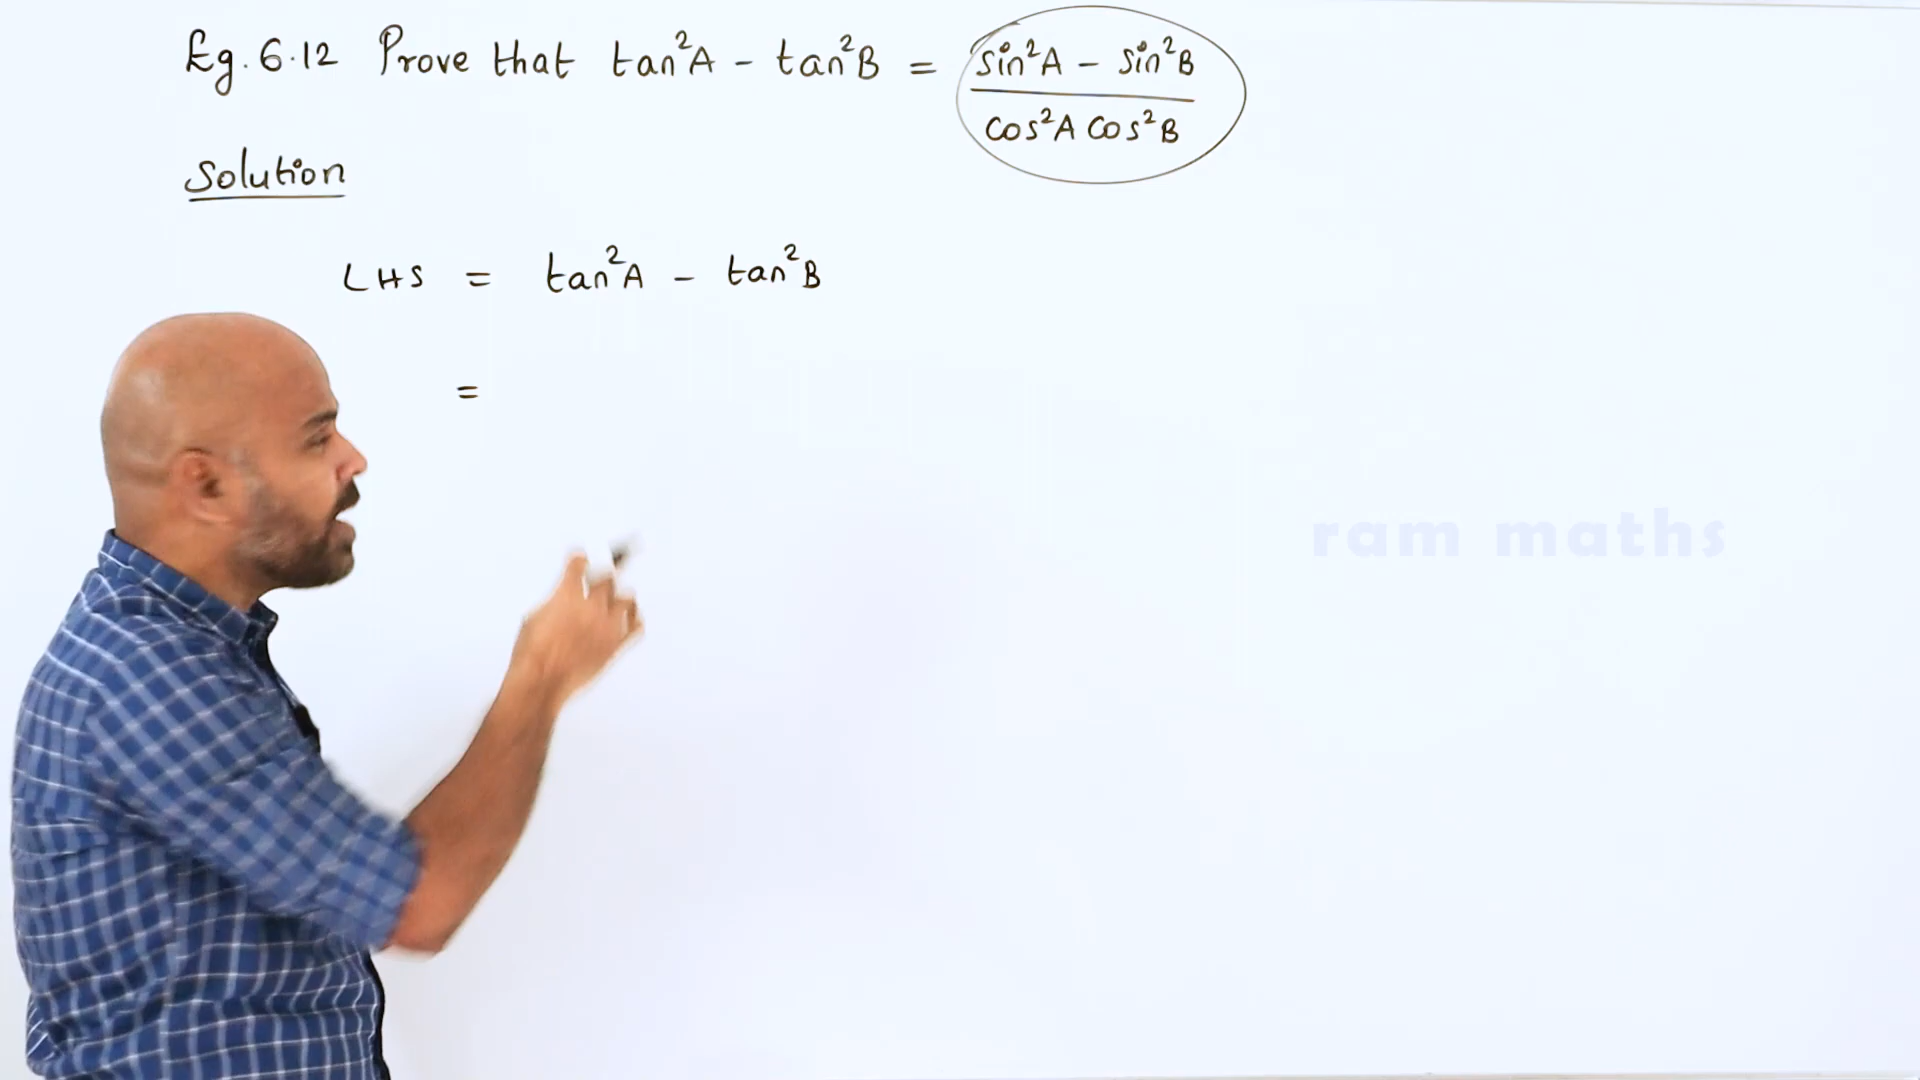 Eg. 6.12 Prove that tan²A - tan²B = sin²A - sin²B / cos²A cos²B
Solution
LHS = tan²A - tan²B
=
ram maths